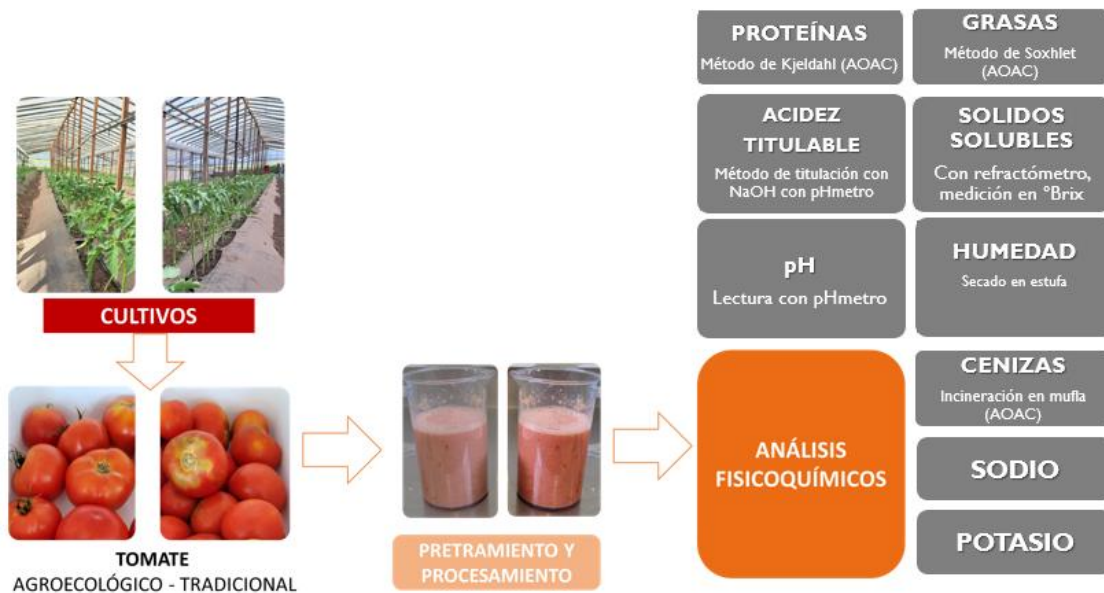 CULTIVOS
TOMATE
AGROECOLÓGICO - TRADICIONAL
PRETRAMIENTO Y
PROCESAMIENTO
ANÁLISIS
FISICOQUÍMICOS
PROTEÍNAS
Método de Kjeldahl (AOAC)
GRASAS
Método de Soxhlet
(AOAC)
ACIDEZ
TITULABLE
Método de titulación con
NaOH con pHmetro
SOLIDOS
SOLUBLES
Con refractómetro,
medición en °Brix
pH
Lectura con pHmetro
HUMEDAD
Secado en estufa
CENIZAS
Incineración en mufla
(AOAC)
SODIO
POTASIO